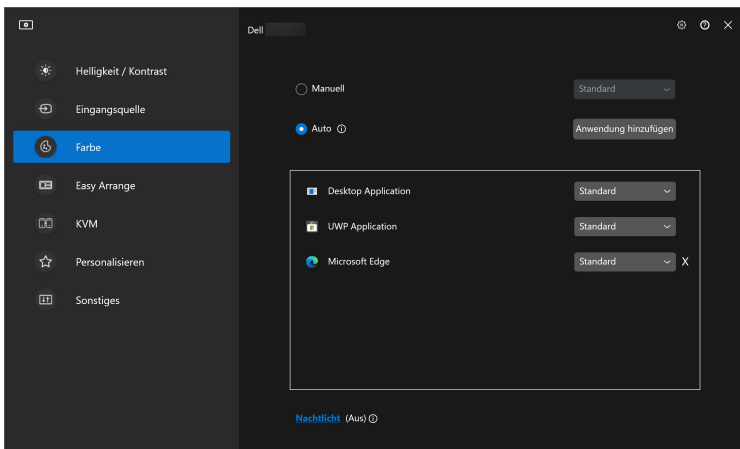 Dell
Helligkeit / Kontrast
Eingangsquelle
Farbe
Easy Arrange
KVM
Personalisieren
Sonstiges
Manuell
Standard
Auto
Anwendung hinzufügen
Desktop Application
Standard
UWP Application
Standard
Microsoft Edge
Standard
X
Nachtlicht (Aus)